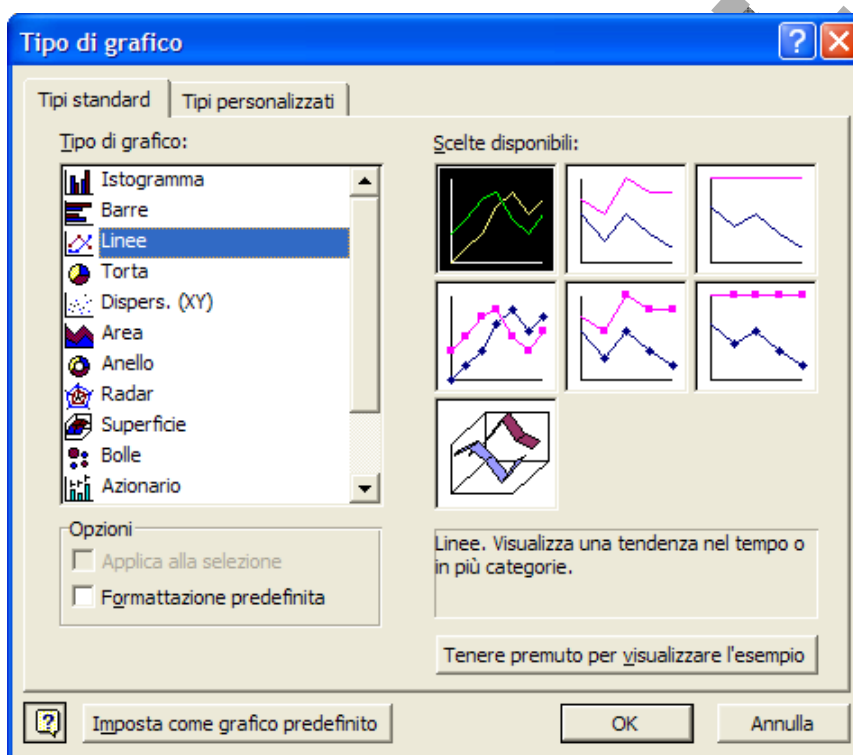 Tipo di grafico
Tipi standard
Tipi personalizzati
Tipo di grafico:
Istogramma
Barre
Linee
Torta
Dispers. (XY)
Area
Anello
Radar
Superficie
Bolle
Azionario
Opzioni
Applica alla selezione
Formattazione predefinita
Scelte disponibili:
Linee. Visualizza una tendenza nel tempo o
in più categorie.
Tenere premuto per visualizzare l'esempio
Imposta come grafico predefinito
OK
Annulla